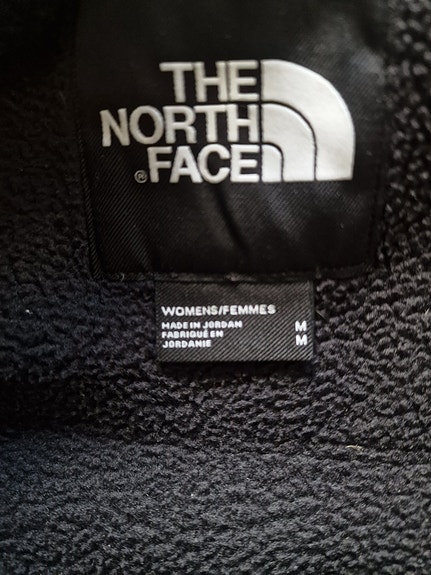 THE
NORTH
® FACE
WOMENS/FEMMES
MADE IN JORDAN M
FABRIQUÉ EN
JORDANIE M